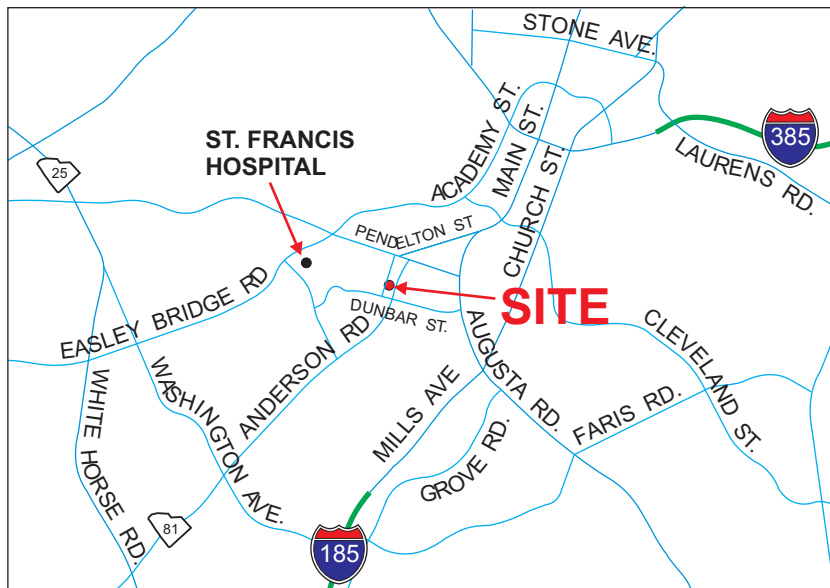 STONE AVE.
385
LAURENS RD.
ST. FRANCIS
HOSPITAL
ACADEMY ST.
MAIN ST.
CHURCH ST.
25
PENDELTON ST
SITE
DUNBAR ST.
EASLEY BRIDGE RD
ANDERSON RD
AUGUSTA RD.
CLEVELAND ST.
WHITE HORSE RD.
WASHINGTON AVE.
MILLS AVE
GROVE RD.
FARIS RD.
81
185